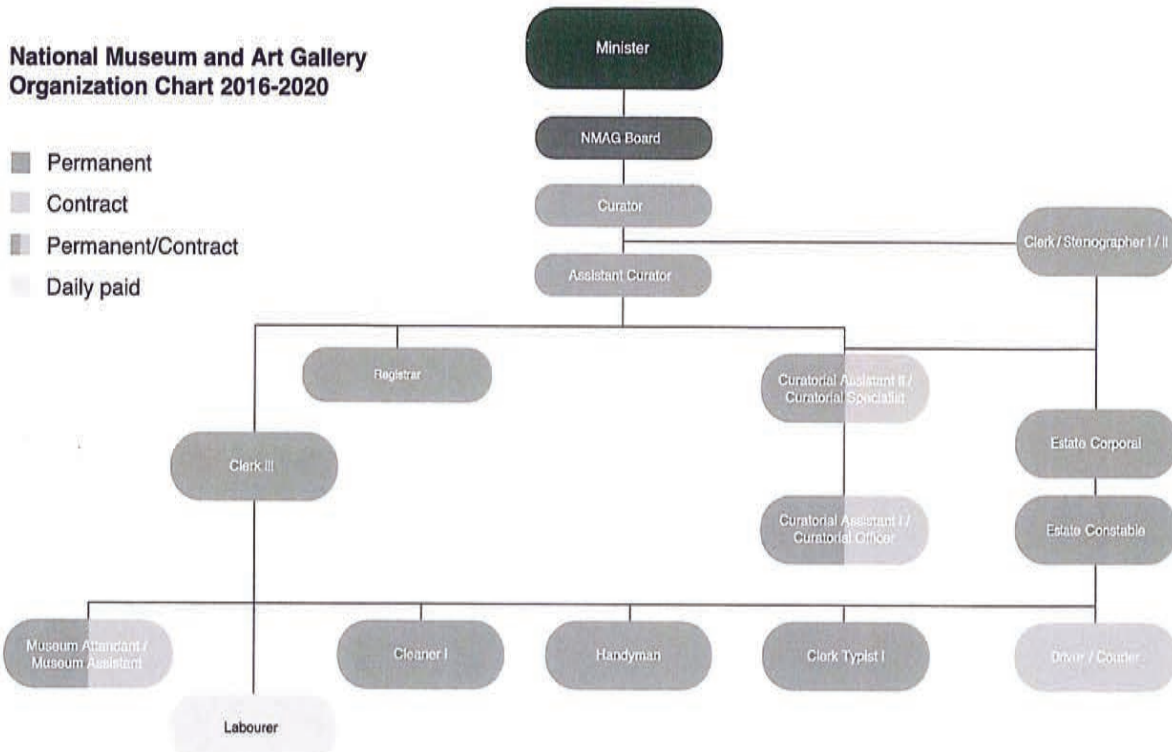 National Museum and Art Gallery
Organization Chart 2016-2020
Permanent
Contract
Permanent/Contract
Daily paid
Minister
NMAG Board
Curator
Clerk / Stenographer I / II
Assistant Curator
Registrar
Curatorial Assistant II /
Curatorial Specialist
Clerk III
Estate Corporal
Curatorial Assistant I /
Curatorial Officer
Estate Constable
Museum Attendant /
Museum Assistant
Cleaner I
Handyman
Clerk Typist I
Driver / Courier
Labourer